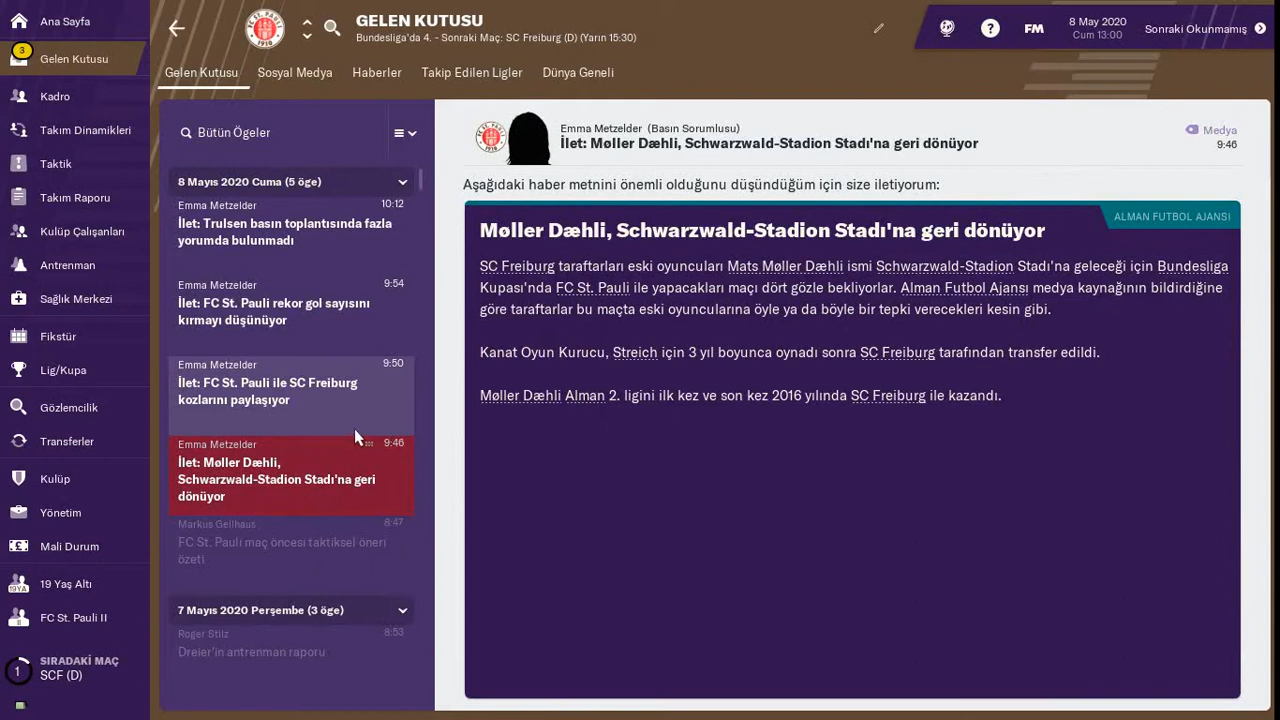 Ana Sayfa
3
Gelen Kutusu
Kadro
Takım Dinamikleri
Taktik
Takım Raporu
Kulüp Çalışanları
Antrenman
Sağlık Merkezi
Fikstür
Lig/Kupa
Gözlemcilik
Transferler
Kulüp
Yönetim
Mali Durum
19YA
19 Yaş Altı
II
FC St. Pauli II
1
SIRADAKİ MAÇ
SCF (D)
FC ST. PAULI
1910
GELEN KUTUSU
Bundesliga'da 4. - Sonraki Maç: SC Freiburg (D) (Yarın 15:30)
?
FM
8 May 2020
Cum 13:00
Sonraki Okunmamış
Gelen Kutusu
Sosyal Medya
Haberler
Takip Edilen Ligler
Dünya Geneli
Bütün Ögeler
8 Mayıs 2020 Cuma (5 öge)
Emma Metzelder 10:12
İlet: Trulsen basın toplantısında fazla
yorumda bulunmadı
Emma Metzelder 9:54
İlet: FC St. Pauli rekor gol sayısını
kırmayı düşünüyor
Emma Metzelder 9:50
İlet: FC St. Pauli ile SC Freiburg
kozlarını paylaşıyor
Emma Metzelder 9:46
İlet: Møller Dæhli,
Schwarzwald-Stadion Stadı'na geri
dönüyor
Markus Gellhaus 8:47
FC St. Pauli maç öncesi taktiksel öneri
özeti
7 Mayıs 2020 Perşembe (3 öge)
Roger Stilz 8:53
Dreier'in antrenman raporu
Emma Metzelder (Basın Sorumlusu)
İlet: Møller Dæhli, Schwarzwald-Stadion Stadı'na geri dönüyor
Medya
9:46
Aşağıdaki haber metnini önemli olduğunu düşündüğüm için size iletiyorum:
ALMAN FUTBOL AJANSI
Møller Dæhli, Schwarzwald-Stadion Stadı'na geri dönüyor
SC Freiburg taraftarları eski oyuncuları Mats Møller Dæhli ismi Schwarzwald-Stadion Stadı'na geleceği için Bundesliga
Kupası'nda FC St. Pauli ile yapacakları maçı dört gözle bekliyorlar. Alman Futbol Ajansı medya kaynağının bildirdiğine
göre taraftarlar bu maçta eski oyuncularına öyle ya da böyle bir tepki verecekleri kesin gibi.
Kanat Oyun Kurucu, Streich için 3 yıl boyunca oynadı sonra SC Freiburg tarafından transfer edildi.
Møller Dæhli Alman 2. ligini ilk kez ve son kez 2016 yılında SC Freiburg ile kazandı.